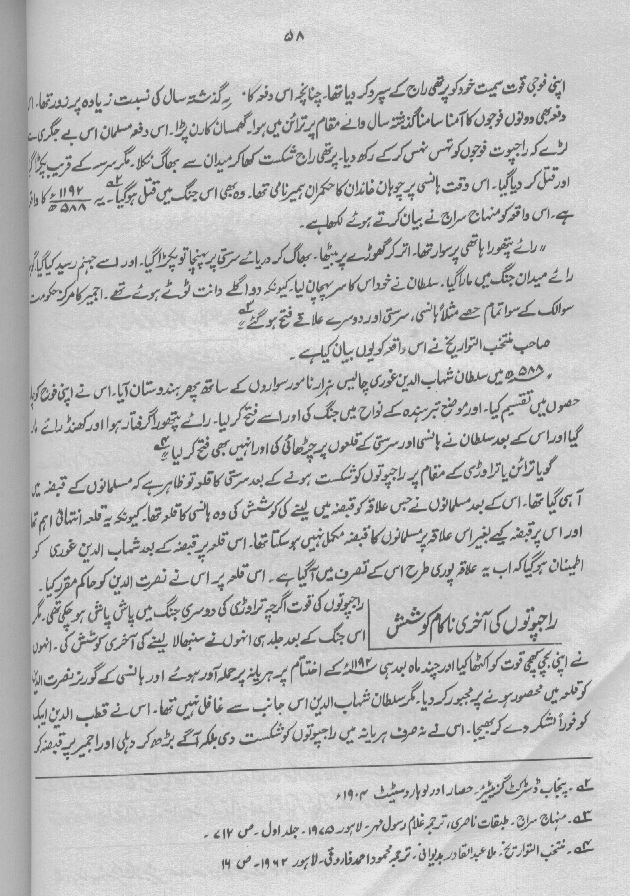 ۵۸
اپنی فوجی قوت سمیت خود کو پرتھی راج کے سپرد کر دیا تھا۔ چنانچہ اس دفعہ کا گذشتہ سال کی نسبت زیادہ پر زور تھا۔
دفعہ بھی دونوں فوجوں کا آمنا سامنا گذشتہ سال والے مقام پر ترائن میں ہوا۔ گھمسان کا رن پڑا۔ اس دفعہ مسلمان اس بے جگری سے
لڑے کہ راجپوت فوجوں کو تہس نہس کر کے رکھ دیا۔ پرتھی راج شکست کھا کر میدان سے بھاگ نکلا۔ مگر سرسہ کے قریب پکڑا گیا
اور قتل کر دیا گیا۔ اس وقت ہانسی پر چوہان خاندان کا حکمران ہمیر نامی تھا۔ وہ بھی اس جنگ میں قتل ہو گیا۔ ۲ یہ ۱۱۹۲ء ۵۸۸ھ کا واقعہ
ہے۔ اس واقعہ کو منہاج سراج نے بیان کرتے ہوئے لکھا ہے۔
"رائے پتھورا ہاتھی پر سوار تھا۔ اتر کر گھوڑے پر بیٹھا۔ بھاگ کر دریائے سرستی پر پہنچا تو پکڑا گیا۔ اور اسے جہنم رسید کیا گیا۔
رائے میدان جنگ میں مارا گیا۔ سلطان نے خود اس کا سر پہچان لیا۔ کیونکہ دو اگلے دانت ٹوٹے ہوئے تھے۔ اجمیر کا مرکز حکومت
سوالک کے سوا تمام حصے مثلاً ہانسی، سرستی اور دوسرے علاقے فتح ہو گئے ۳
صاحب منتخب التواریخ نے اس واقعہ کو یوں بیان کیا ہے۔
"۵۸۸ھ میں سلطان شہاب الدین غوری چالیس ہزار نامور سواروں کے ساتھ پھر ہندوستان آیا۔ اس نے اپنی فوج کو
حصوں میں تقسیم کیا۔ اور موضع تبرہندہ کے نواح میں جنگ کی اور اسے فتح کر لیا۔ رائے پتھورا گرفتار ہوا اور کھنڈ رائے
گیا اور اس کے بعد سلطان نے ہانسی اور سرستی کے قلعوں پر چڑھائی کی اور انہیں بھی فتح کر لیا ۴
گویا ترائن یا تراوڑی کے مقام پر راجپوتوں کو شکست ہونے کے بعد سرستی کا قلعہ تو ظاہر ہے کہ مسلمانوں کے قبضہ میں
آ ہی گیا تھا۔ اس کے بعد مسلمانوں نے جس علاقہ کو قبضہ میں لینے کی کوشش کی وہ ہانسی کا قلعہ تھا۔ کیونکہ یہ قلعہ انتہائی اہم تھا
اور اس پر قبضہ کیے بغیر اس علاقہ پر مسلمانوں کا قبضہ مکمل نہیں ہو سکتا تھا۔ اس قلعہ پر قبضہ کے بعد شہاب الدین غوری کو
اطمینان ہو گیا کہ اب یہ علاقہ پوری طرح اس کے تصرف میں آ گیا ہے۔ اس قلعہ پر اس نے نصرت الدین کو حاکم مقرر کیا۔
راجپوتوں کی آخری ناکام کوشش
راجپوتوں کی قوت اگرچہ تراوڑی کی دوسری جنگ میں پاش پاش ہو چکی تھی۔ مگر
اس جنگ کے بعد جلد ہی انہوں نے سنبھالا لینے کی آخری کوشش کی۔ انہوں
نے اپنی بچی کھچی قوت کو اکٹھا کیا اور چند ماہ بعد ہی ۱۱۹۲ء کے اختتام پر ہریانہ پر حملہ آور ہوئے اور ہانسی کے گورنر نصرت الدین
کو قلعہ میں محصور ہونے پر مجبور کر دیا۔ مگر سلطان شہاب الدین اس جانب سے غافل نہیں تھا۔ اس نے قطب الدین ایبک
کو فوراً لشکر دے کر بھیجا۔ اس نے نہ صرف ہریانہ میں راجپوتوں کو شکست دی بلکہ آگے بڑھ کر دہلی اور اجمیر پر قبضہ کر
۲۔ پنجاب ڈسٹرکٹ گزیٹیئر۔ حصار اور لوہارو سٹیٹ ۱۹۰۴ء
۳۔ منہاج سراج۔ طبقات ناصری، ترجمہ غلام رسول مہر۔ لاہور ۱۹۷۵۔ جلد اول۔ ص ۷۱۲۔
۴۔ منتخب التواریخ۔ ملا عبدالقادر بدایونی۔ ترجمہ محمود احمد فاروقی۔ لاہور ۱۹۶۲۔ ص ۱۶